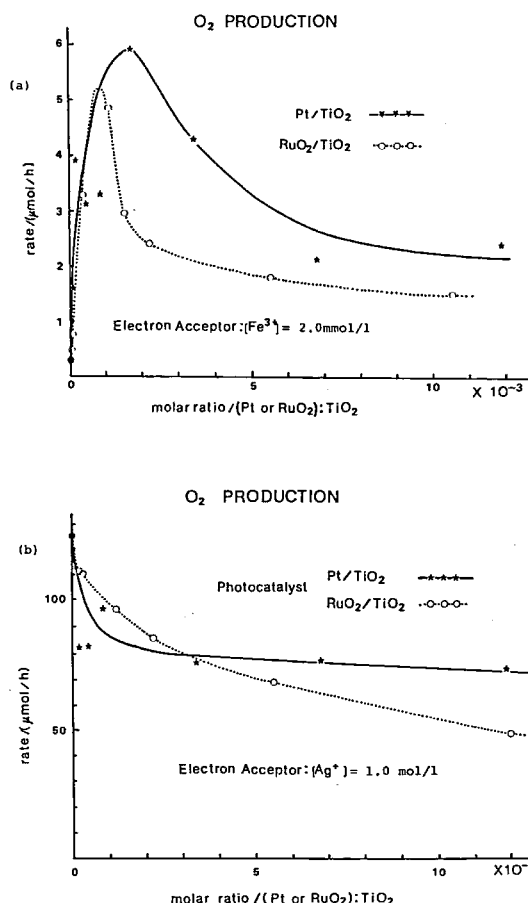 O2 PRODUCTION
(a)
6
5
4
3
2
1
0
rate/(μmol/h)
Pt/TiO2
RuO2/TiO2
Electron Acceptor:[Fe3+]= 2.0mmol/l
0
5
10
X 10-3
molar ratio/(Pt or RuO2):TiO2
O2 PRODUCTION
(b)
100
50
rate/(μmol/h)
Photocatalyst
Pt/TiO2
RuO2/TiO2
Electron Acceptor:[Ag+]= 1.0 mol/l
0
5
10
X10-
molar ratio/(Pt or RuO2):TiO2